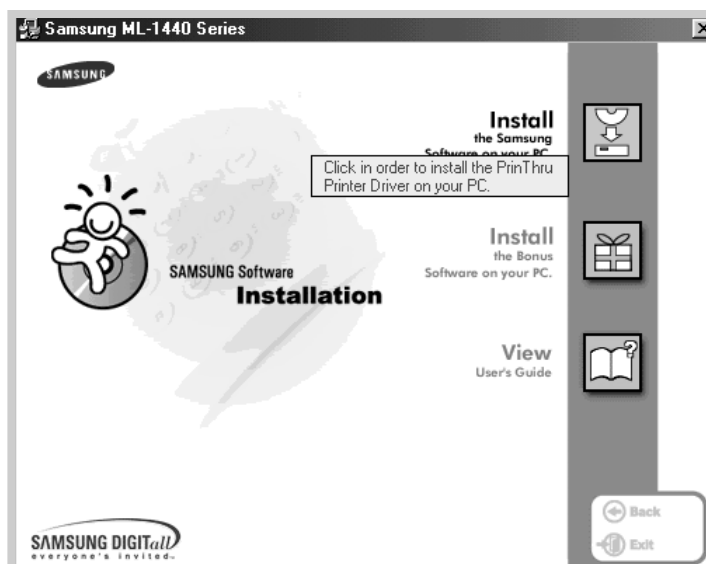 Samsung ML-1440 Series
SAMSUNG
Install
the Samsung
Software on your PC.
Click in order to install the PrinThru
Printer Driver on your PC.
Install
the Bonus
Software on your PC.
SAMSUNG Software
Installation
View
User's Guide
Back
Exit
SAMSUNG DIGITall
everyone's invited™